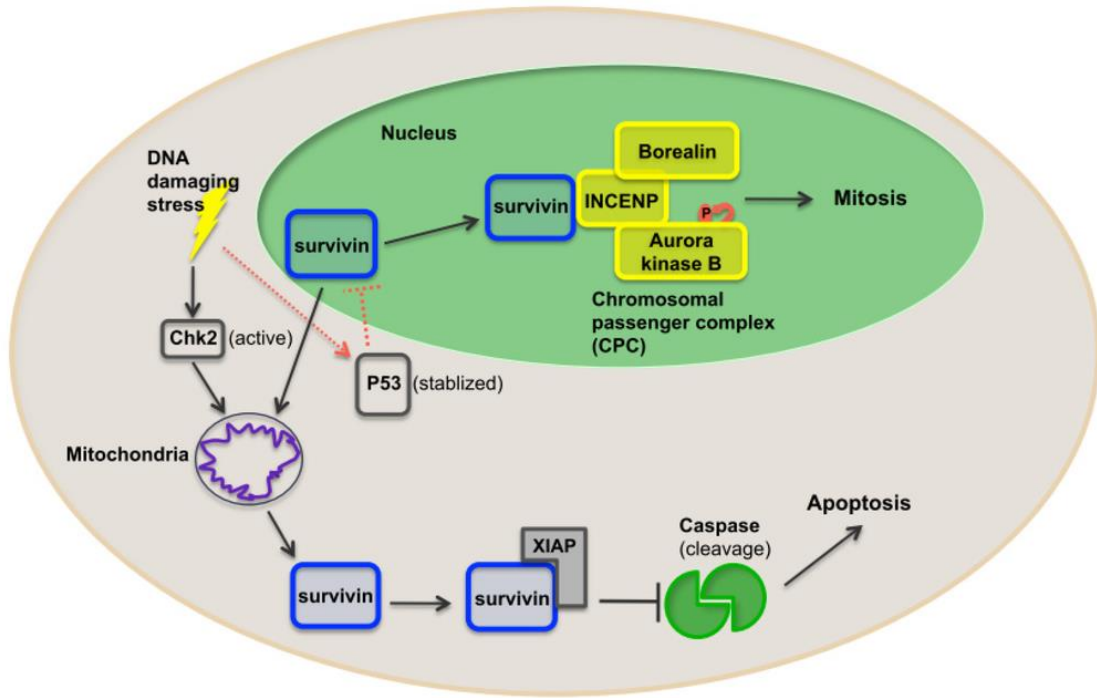 Nucleus
Borealin
DNA
damaging
stress
survivin
INCENP
P
Mitosis
survivin
Aurora
kinase B
Chromosomal
passenger complex
(CPC)
Chk2 (active)
P53 (stablized)
Mitochondria
Apoptosis
Caspase
(cleavage)
XIAP
survivin
survivin